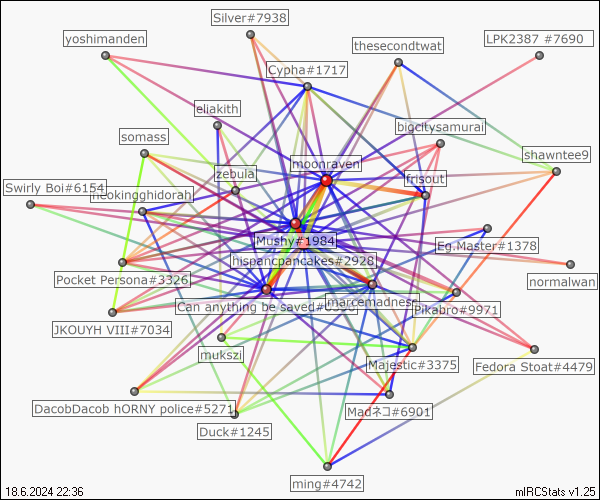 Silver#7938
yoshimanden
LPK2387 #7690
thesecondtwat
Cypha#1717
eliakith
bigcitysamurai
somass
shawntee9
moonraven
zebula
frisout
Swirly Boi#6154
neokingghidorah
Mushy#1984
Eg.Master#1378
hispancpancakes#2928
Pocket Persona#3326
normalwan
Can anything be saved
marcemadness
Pikabro#9971
JKOUYH VIII#7034
mukszi
Majestic#3375
Fedora Stoat#4479
DacobDacob hORNY police#5271
Madネコ#6901
Duck#1245
ming#4742
18.6.2024 22:36
mIRCStats v1.25